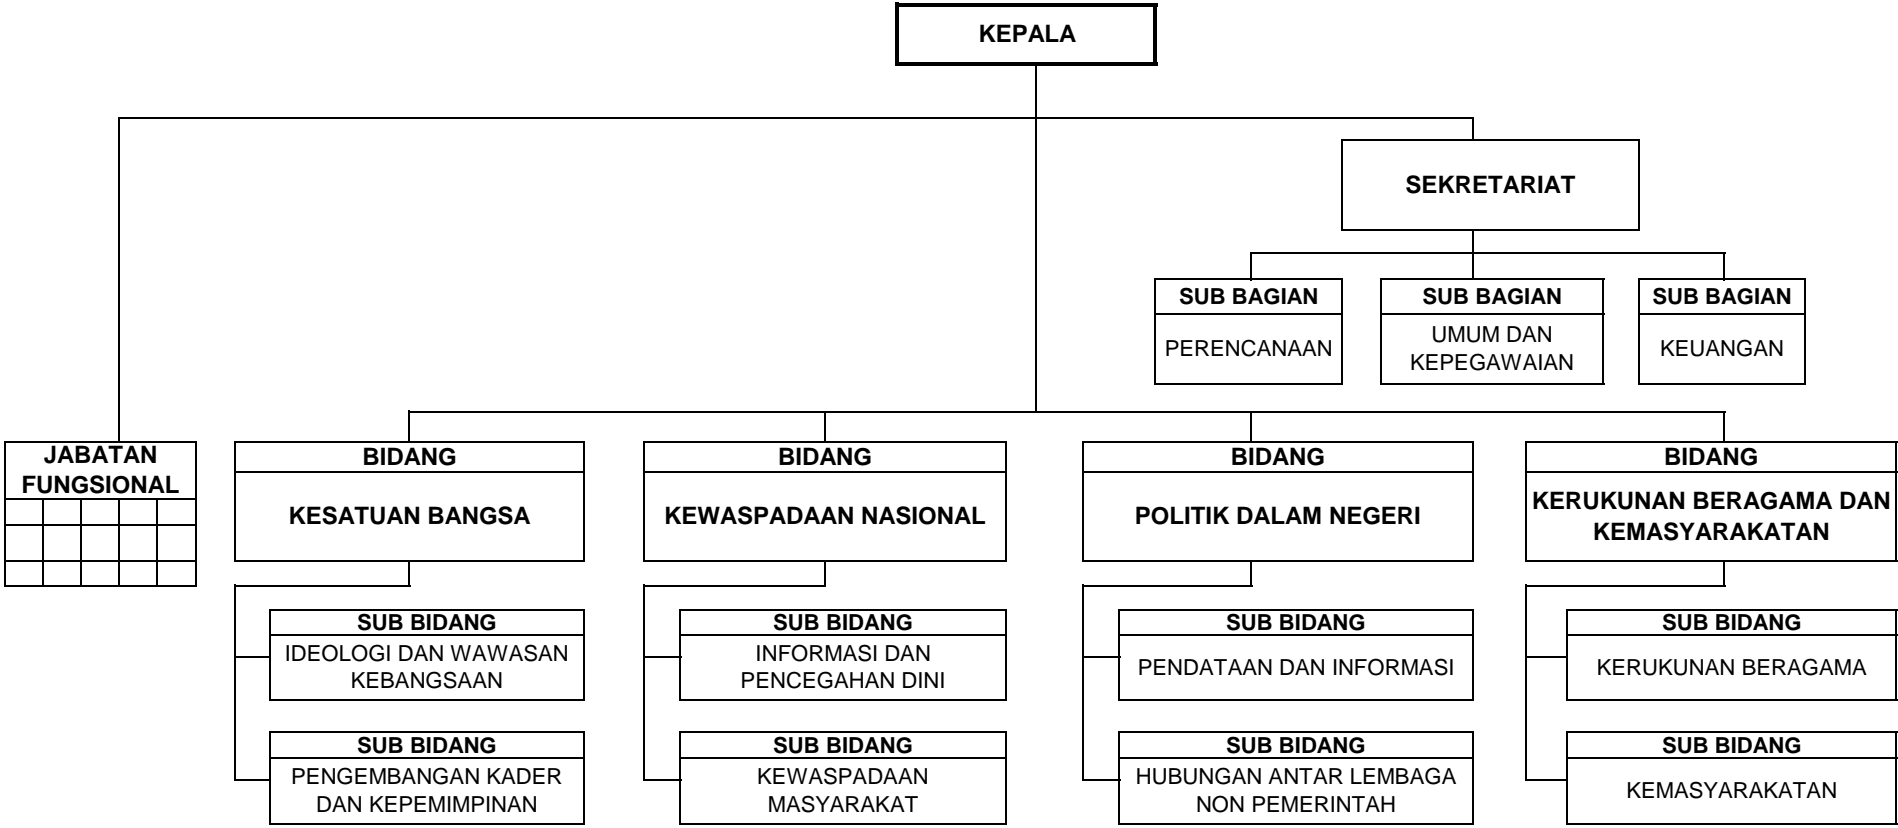 KEPALA
SEKRETARIAT
SUB BAGIAN
PERENCANAAN
SUB BAGIAN
UMUM DAN
KEPEGAWAIAN
SUB BAGIAN
KEUANGAN
JABATAN
FUNGSIONAL
BIDANG
KESATUAN BANGSA
BIDANG
KEWASPADAAN NASIONAL
BIDANG
POLITIK DALAM NEGERI
BIDANG
KERUKUNAN BERAGAMA DAN
KEMASYARAKATAN
SUB BIDANG
IDEOLOGI DAN WAWASAN
KEBANGSAAN
SUB BIDANG
INFORMASI DAN
PENCEGAHAN DINI
SUB BIDANG
PENDATAAN DAN INFORMASI
SUB BIDANG
KERUKUNAN BERAGAMA
SUB BIDANG
PENGEMBANGAN KADER
DAN KEPEMIMPINAN
SUB BIDANG
KEWASPADAAN
MASYARAKAT
SUB BIDANG
HUBUNGAN ANTAR LEMBAGA
NON PEMERINTAH
SUB BIDANG
KEMASYARAKATAN